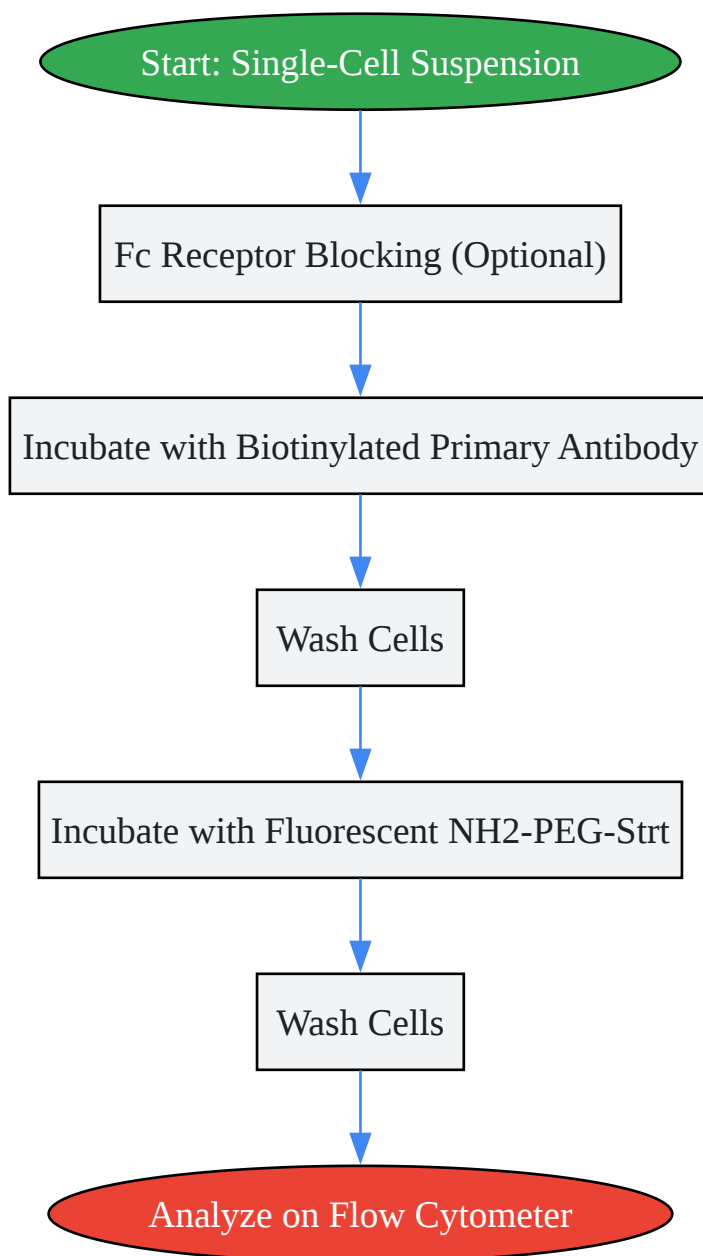 Start: Single-Cell Suspension
Fc Receptor Blocking (Optional)
Incubate with Biotinylated Primary Antibody
Wash Cells
Incubate with Fluorescent NH2-PEG-Strt
Wash Cells
Analyze on Flow Cytometer